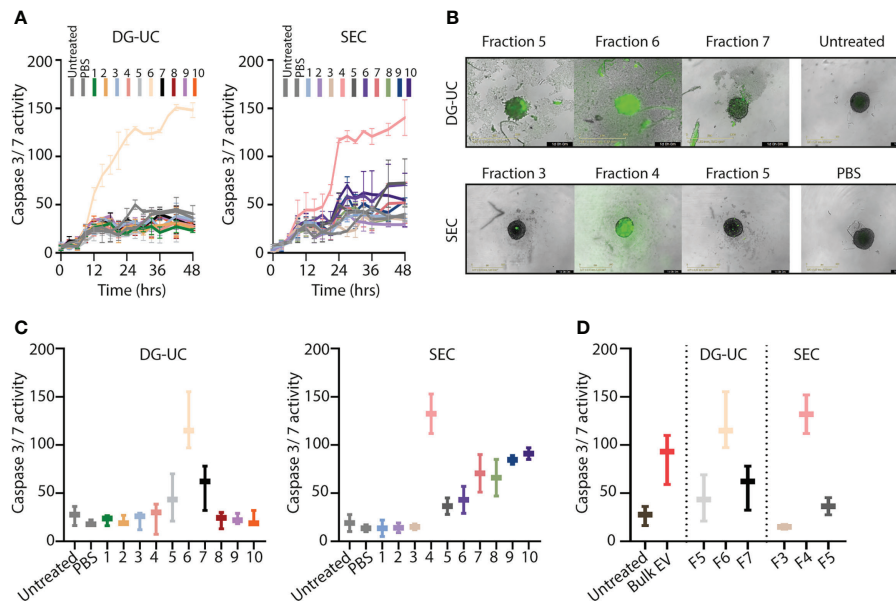 A
DG-UC
SEC
Untreated PBS 1 2 3 4 5 6 7 8 9 10
Untreated PBS 1 2 3 4 5 6 7 8 9 10
Caspase 3/ 7 activity
200
150
100
50
0
0 12 24 36 48
Time (hrs)
Caspase 3/ 7 activity
200
150
100
50
0
0 12 24 36 48
Time (hrs)
B
Fraction 5 Fraction 6 Fraction 7 Untreated
DG-UC
Fraction 3 Fraction 4 Fraction 5 PBS
SEC
C
DG-UC
Caspase 3/ 7 activity
200
150
100
50
0
Untreated PBS 1 2 3 4 5 6 7 8 9 10
SEC
Caspase 3/ 7 activity
200
150
100
50
0
Untreated PBS 1 2 3 4 5 6 7 8 9 10
D
DG-UC SEC
Caspase 3/ 7 activity
200
150
100
50
0
Untreated Bulk EV F5 F6 F7 F3 F4 F5